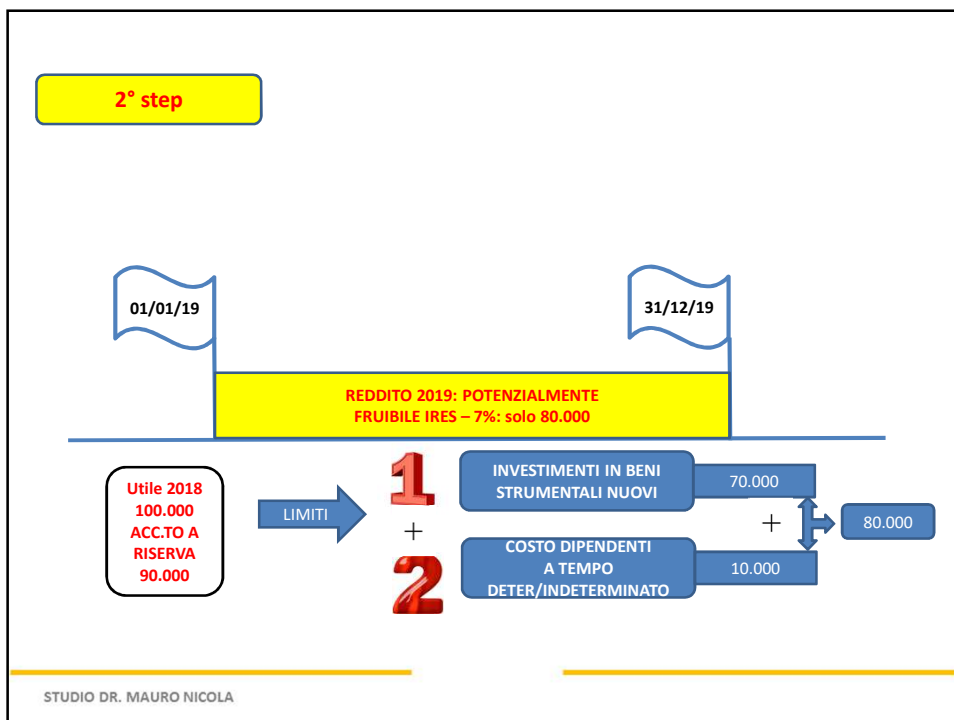 2° step
01/01/19
31/12/19
REDDITO 2019: POTENZIALMENTE
FRUIBILE IRES – 7%: solo 80.000
Utile 2018
100.000
ACC.TO A
RISERVA
90.000
LIMITI
1
+
2
INVESTIMENTI IN BENI
STRUMENTALI NUOVI
70.000
+
80.000
COSTO DIPENDENTI
A TEMPO
DETER/INDETERMINATO
10.000
STUDIO DR. MAURO NICOLA